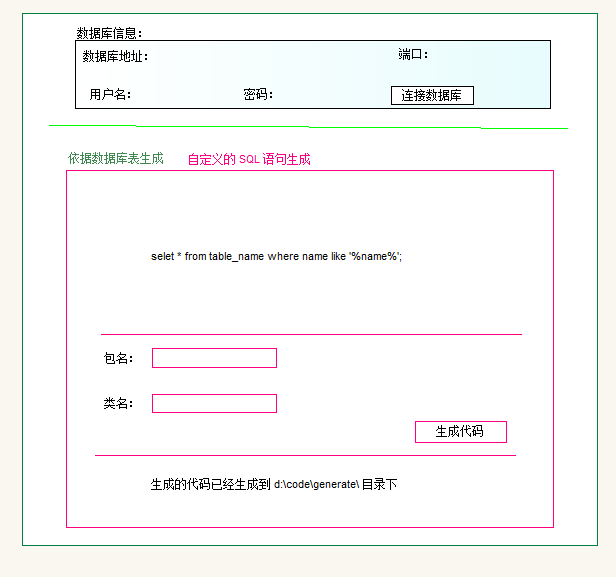 数据库信息：
数据库地址： 端口：
用户名： 密码： 连接数据库
依据数据库表生成 自定义的 SQL 语句生成
selet * from table_name where name like '%name%';
包名：
类名：
生成代码
生成的代码已经生成到 d:\code\generate\ 目录下